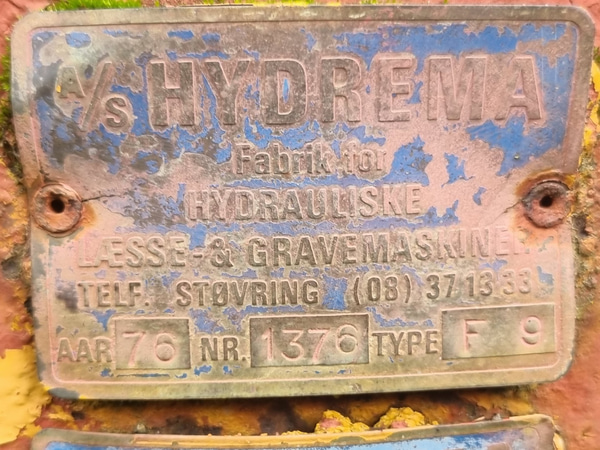 A/S HYDREMA
Fabrik for
HYDRAULISKE
LÆSSE-& GRAVEMASKINER
TELF. STØVRING (08) 37 13 33
AAR 76 NR. 1376 TYPE F 9